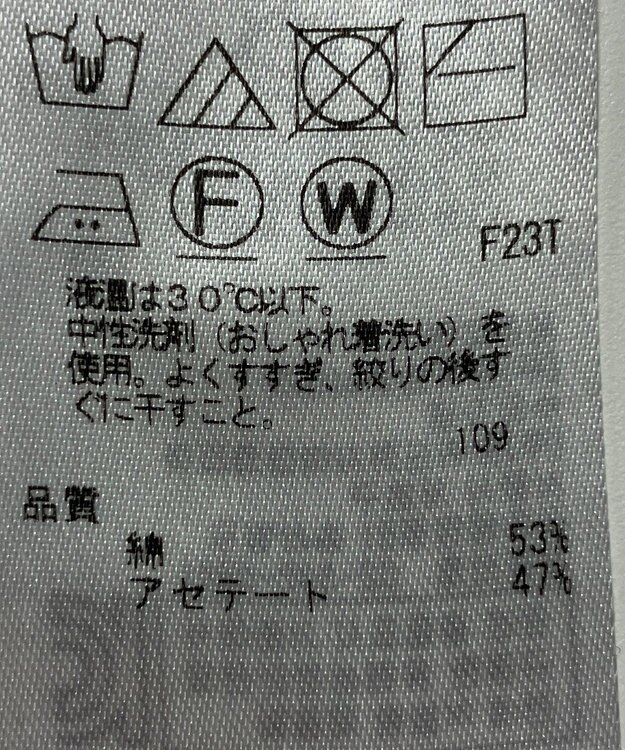 F
W
F23T
液温は30℃以下。
中性洗剤（おしゃれ着洗い）を
使用。よくすすぎ、絞りの後す
ぐに干すこと。
109
品質
綿 53%
アセテート 47%